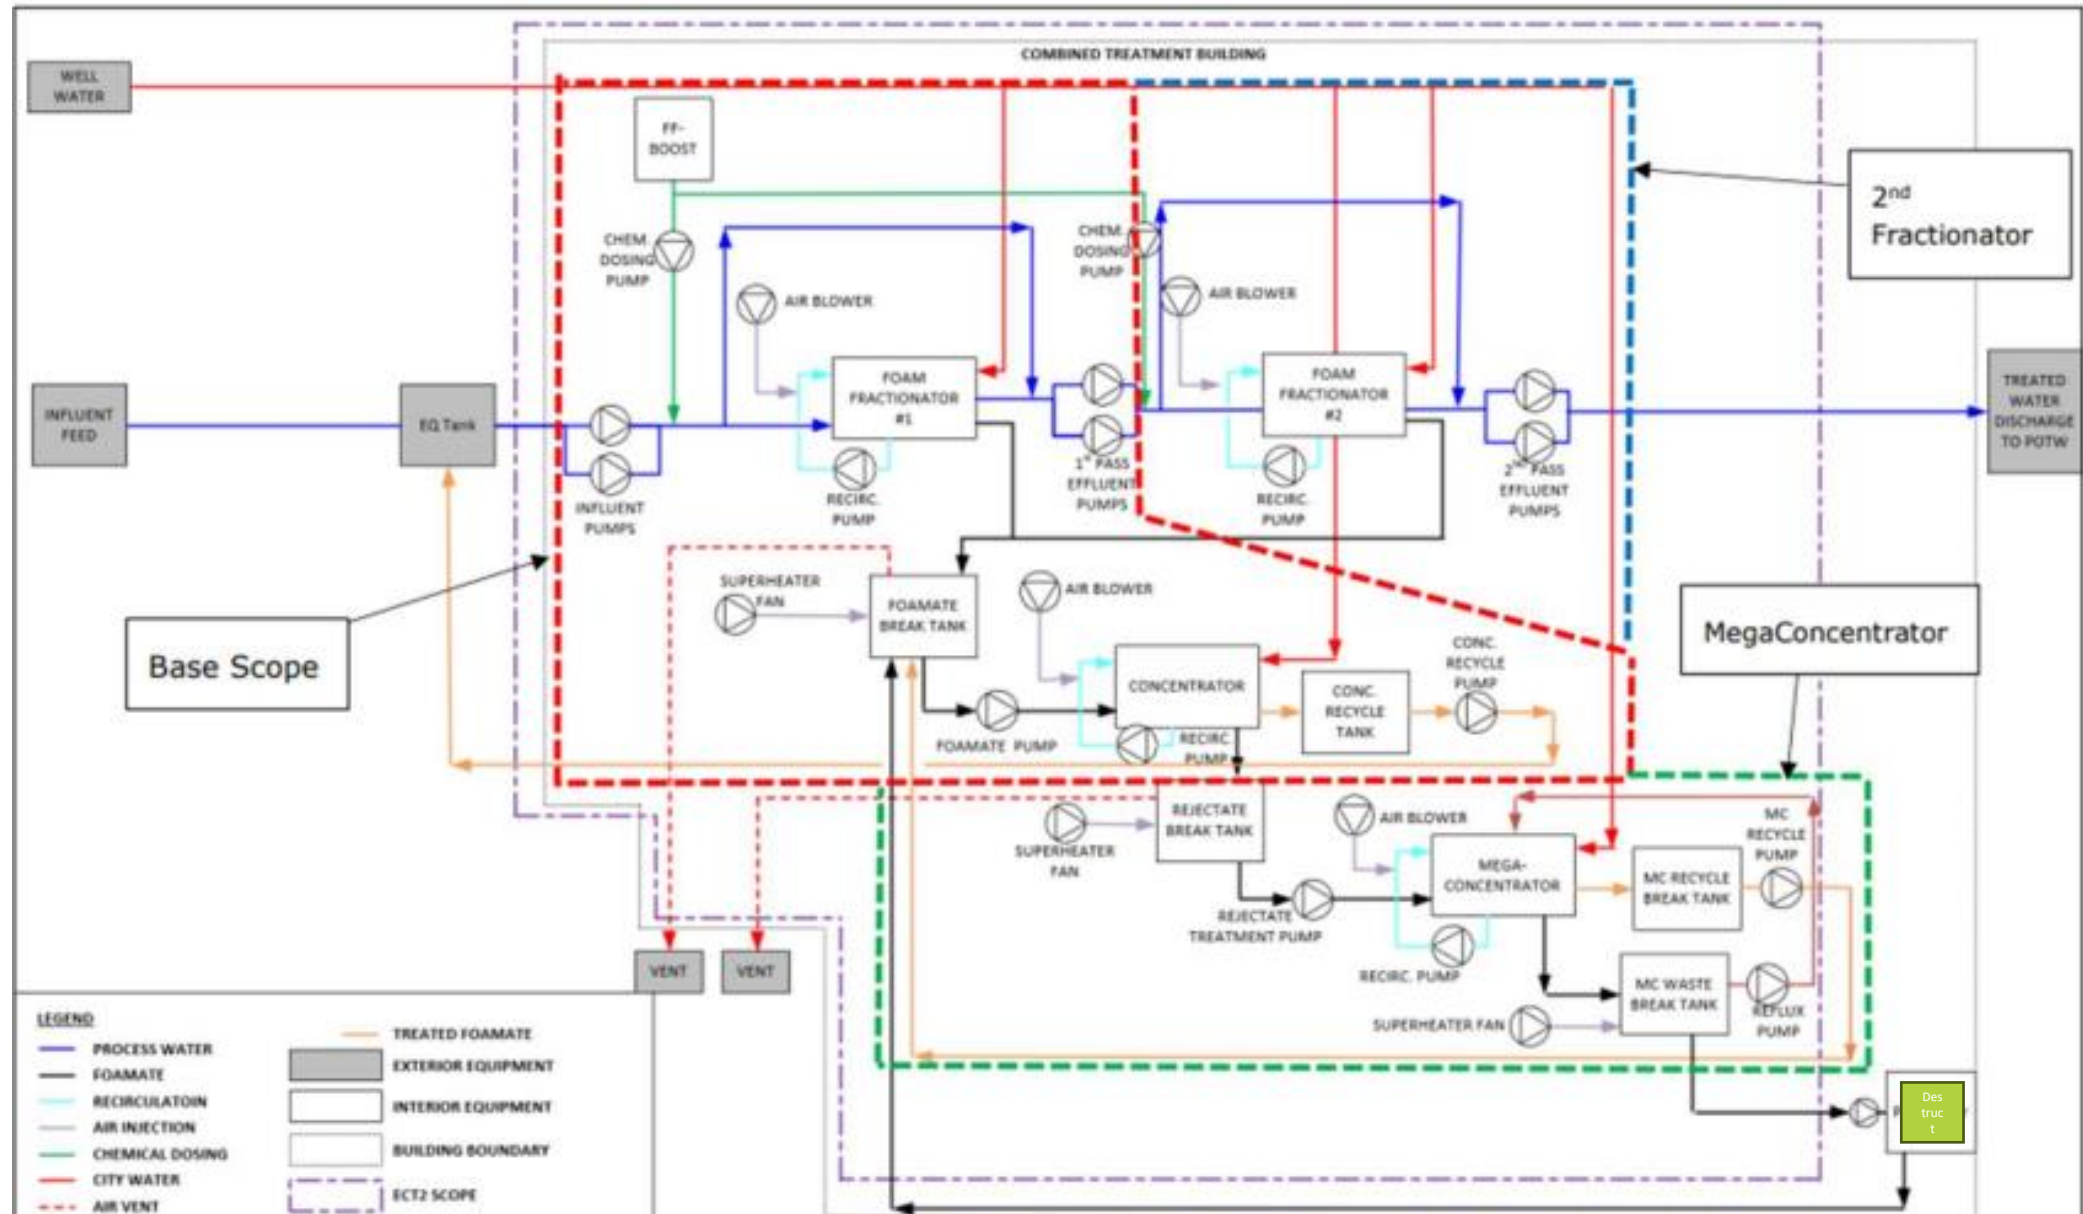 COMBINED TREATMENT BUILDING
WELL
WATER
FF-
BOOST
2nd
Fractionator
CHEM.
DOSING
PUMP
CHEM.
DOSING
PUMP
AIR BLOWER
AIR BLOWER
INFLUENT
FEED
EQ Tank
FOAM
FRACTIONATOR
#1
FOAM
FRACTIONATOR
#2
TREATED
WATER
DISCHARGE
TO POTW
INFLUENT
PUMPS
RECIRC.
PUMP
1st PASS
EFFLUENT
PUMPS
RECIRC.
PUMP
2nd PASS
EFFLUENT
PUMPS
Base Scope
SUPERHEATER
FAN
FOAMATE
BREAK TANK
AIR BLOWER
MegaConcentrator
CONCENTRATOR
CONC.
RECYCLE
TANK
CONC.
RECYCLE
PUMP
FOAMATE PUMP
RECIRC.
PUMP
SUPERHEATER
FAN
REJECTATE
BREAK TANK
AIR BLOWER
MC
RECYCLE
PUMP
MEGA-
CONCENTRATOR
MC RECYCLE
BREAK TANK
REJECTATE
TREATMENT PUMP
RECIRC. PUMP
MC WASTE
BREAK TANK
REFLUX
PUMP
SUPERHEATER FAN
VENT
VENT
Des
truc
t
LEGEND
PROCESS WATER
FOAMATE
RECIRCULATOIN
AIR INJECTION
CHEMICAL DOSING
CITY WATER
AIR VENT
TREATED FOAMATE
EXTERIOR EQUIPMENT
INTERIOR EQUIPMENT
BUILDING BOUNDARY
ECT2 SCOPE